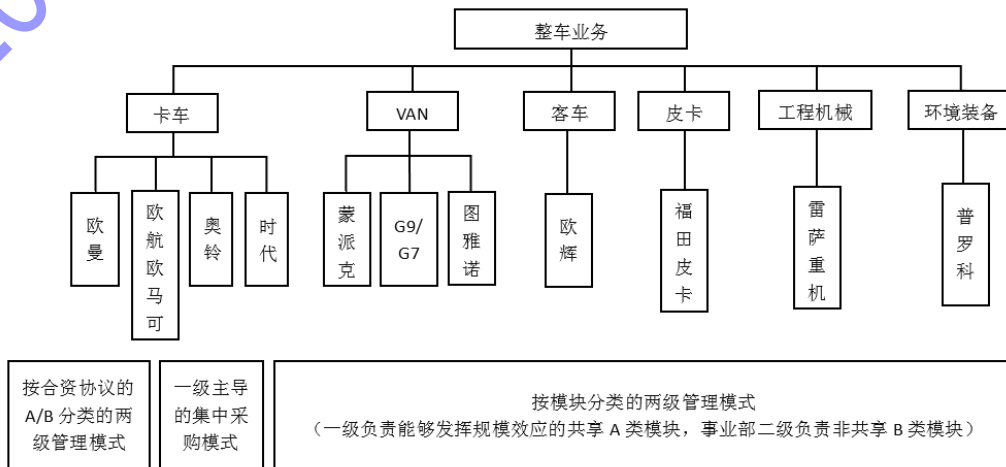 整车业务
卡车
VAN
客车
皮卡
工程机械
环境装备
欧曼
欧航欧马可
奥铃
时代
蒙派克
G9/
G7
图雅诺
欧辉
福田皮卡
雷萨重机
普罗科
按合资协议的
A/B 分类的两
级管理模式
一级主导
的集中采
购模式
按模块分类的两级管理模式
（一级负责能够发挥规模效应的共享 A 类模块，事业部二级负责非共享 B 类模块）